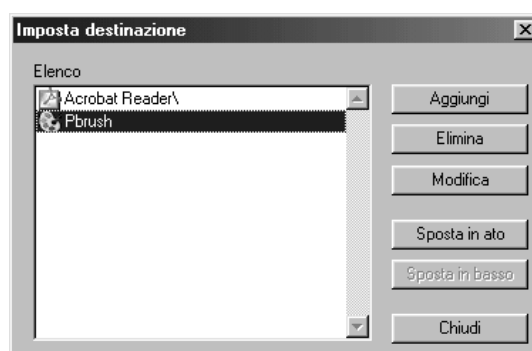 Imposta destinazione
Elenco
Acrobat Reader\
Pbrush
Aggiungi
Elimina
Modifica
Sposta in ato
Sposta in basso
Chiudi